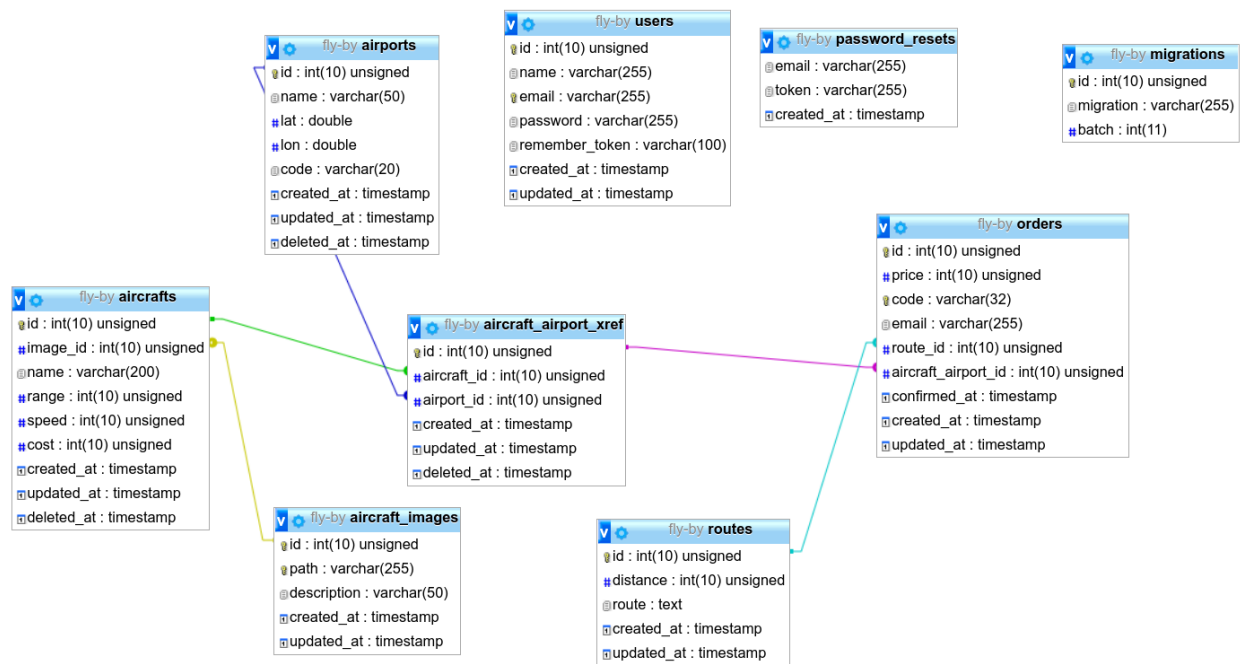 fly-by airports
id : int(10) unsigned
name : varchar(50)
lat : double
lon : double
code : varchar(20)
created_at : timestamp
updated_at : timestamp
deleted_at : timestamp
fly-by users
id : int(10) unsigned
name : varchar(255)
email : varchar(255)
password : varchar(255)
remember_token : varchar(100)
created_at : timestamp
updated_at : timestamp
fly-by password_resets
email : varchar(255)
token : varchar(255)
created_at : timestamp
fly-by migrations
id : int(10) unsigned
migration : varchar(255)
batch : int(11)
fly-by orders
id : int(10) unsigned
price : int(10) unsigned
code : varchar(32)
email : varchar(255)
route_id : int(10) unsigned
aircraft_airport_id : int(10) unsigned
confirmed_at : timestamp
created_at : timestamp
updated_at : timestamp
fly-by aircrafts
id : int(10) unsigned
image_id : int(10) unsigned
name : varchar(200)
range : int(10) unsigned
speed : int(10) unsigned
cost : int(10) unsigned
created_at : timestamp
updated_at : timestamp
deleted_at : timestamp
fly-by aircraft_airport_xref
id : int(10) unsigned
aircraft_id : int(10) unsigned
airport_id : int(10) unsigned
created_at : timestamp
updated_at : timestamp
deleted_at : timestamp
fly-by aircraft_images
id : int(10) unsigned
path : varchar(255)
description : varchar(50)
created_at : timestamp
updated_at : timestamp
fly-by routes
id : int(10) unsigned
distance : int(10) unsigned
route : text
created_at : timestamp
updated_at : timestamp